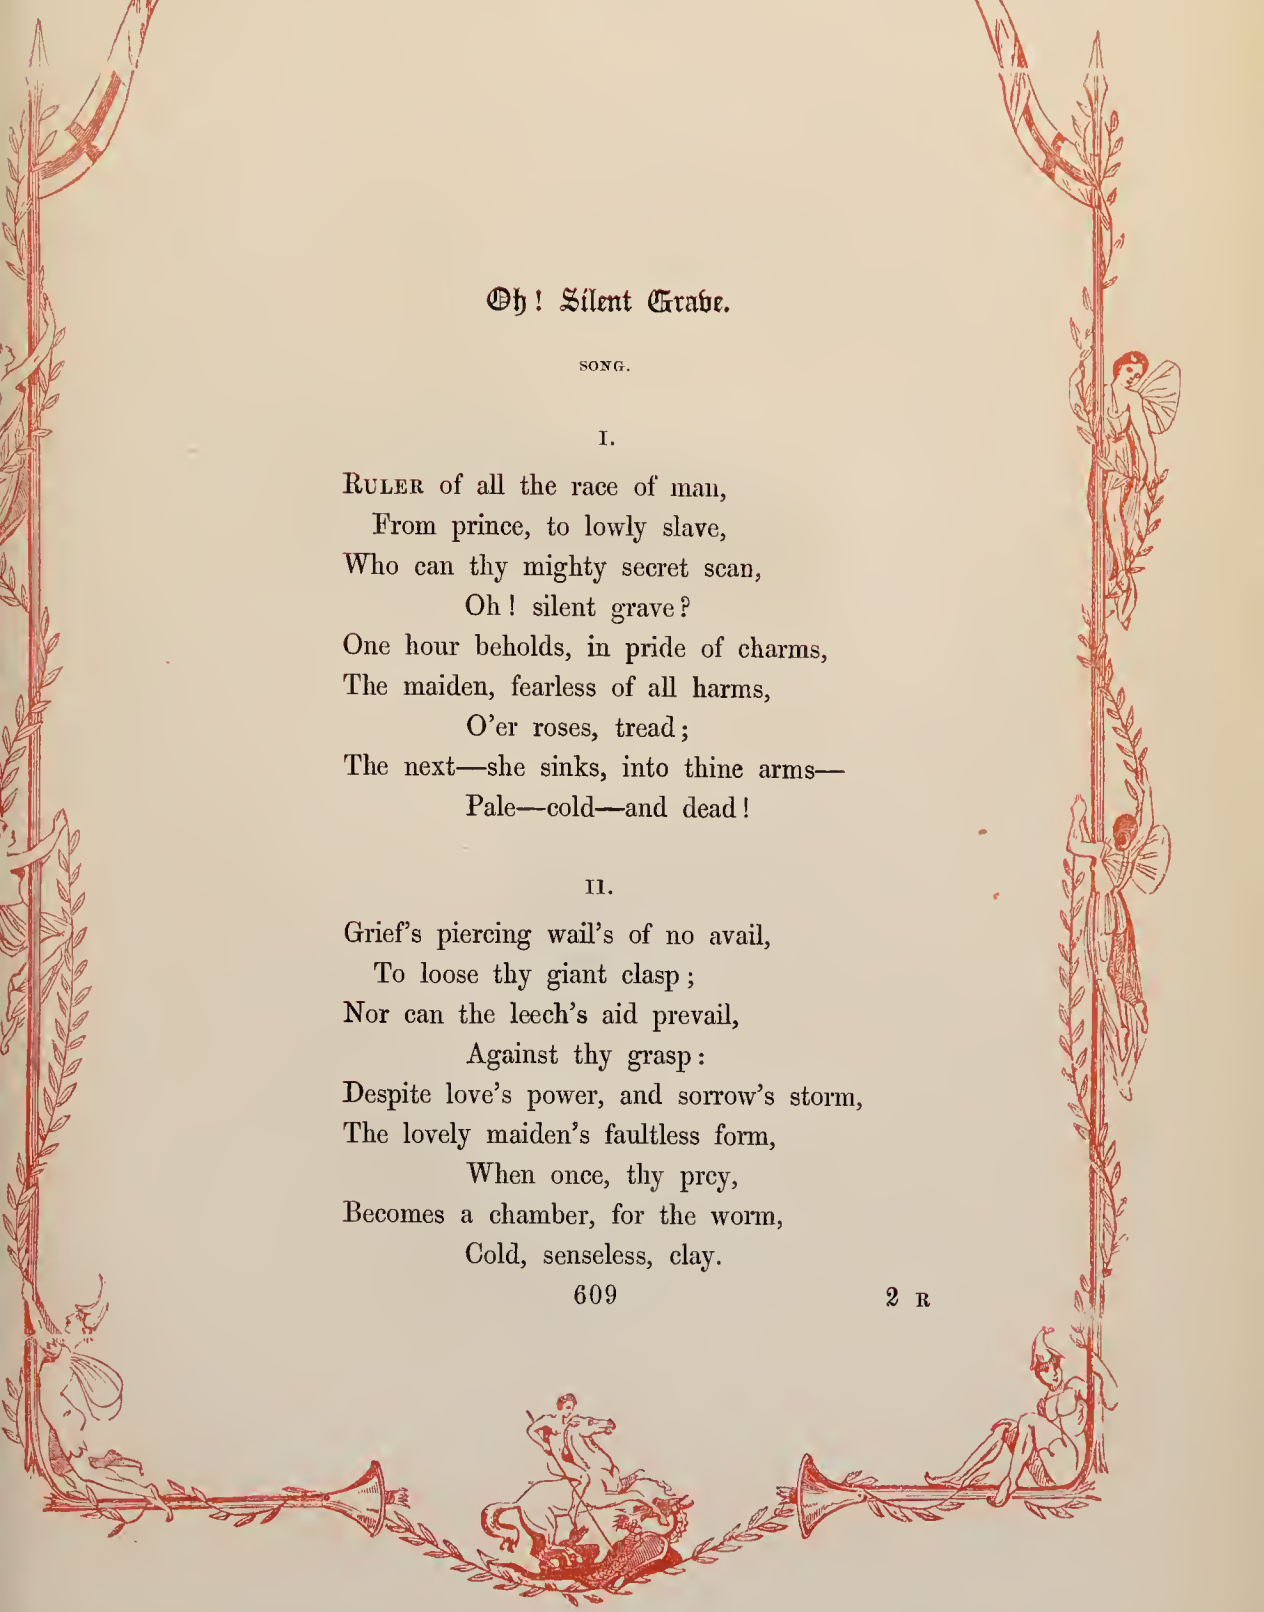 Oh! Silent Grave.
SONG.
I.
RULER of all the race of man,
From prince, to lowly slave,
Who can thy mighty secret scan,
Oh! silent grave?
One hour beholds, in pride of charms,
The maiden, fearless of all harms,
O'er roses, tread;
The next—she sinks, into thine arms—
Pale—cold—and dead!
II.
Grief's piercing wail's of no avail,
To loose thy giant clasp;
Nor can the leech's aid prevail,
Against thy grasp:
Despite love's power, and sorrow's storm,
The lovely maiden's faultless form,
When once, thy prey,
Becomes a chamber, for the worm,
Cold, senseless, clay.
609 2 R